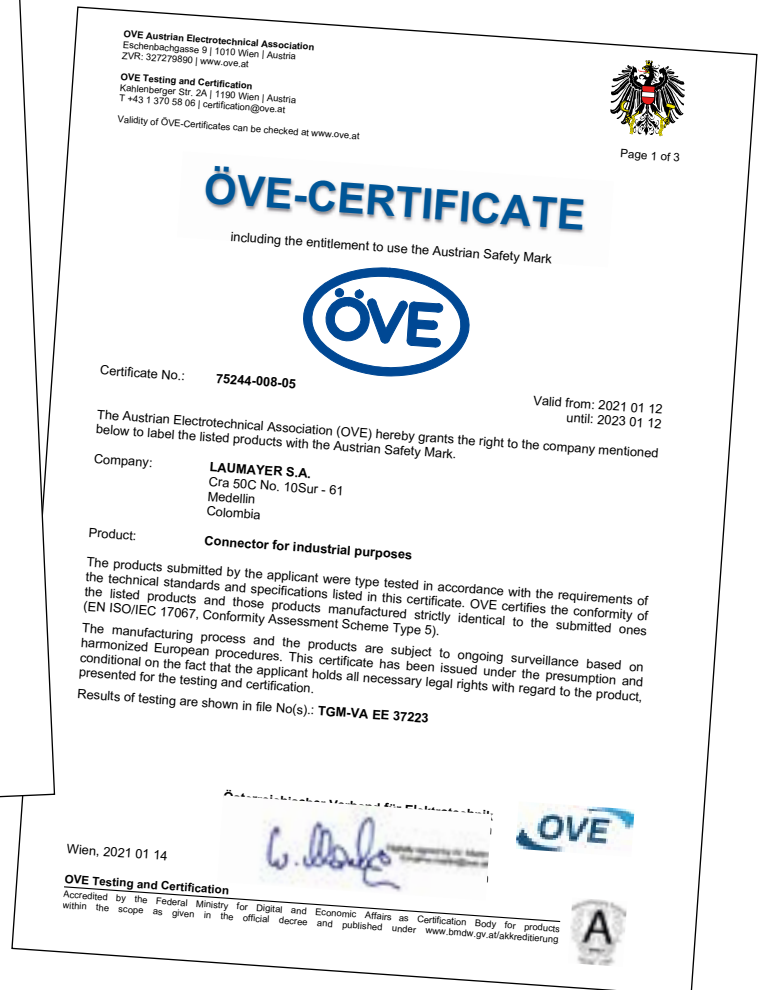 OVE Austrian Electrotechnical Association
Eschenbachgasse 9 | 1010 Wien | Austria
ZVR: 327279890 | www.ove.at
OVE Testing and Certification
Kahlenberger Str. 2A | 1190 Wien | Austria
T +43 1 370 58 06 | certification@ove.at
Validity of ÖVE-Certificates can be checked at www.ove.at
Page 1 of 3
ÖVE-CERTIFICATE
including the entitlement to use the Austrian Safety Mark
ÖVE
Certificate No.: 75244-008-05
Valid from: 2021 01 12
until: 2023 01 12
The Austrian Electrotechnical Association (OVE) hereby grants the right to the company mentioned
below to label the listed products with the Austrian Safety Mark.
Company: LAUMAYER S.A.
Cra 50C No. 10Sur - 61
Medellin
Colombia
Product: Connector for industrial purposes
The products submitted by the applicant were type tested in accordance with the requirements of
the technical standards and specifications listed in this certificate. OVE certifies the conformity of
the listed products and those products manufactured strictly identical to the submitted ones
(EN ISO/IEC 17067, Conformity Assessment Scheme Type 5).
The manufacturing process and the products are subject to ongoing surveillance based on
harmonized European procedures. This certificate has been issued under the presumption and
conditional on the fact that the applicant holds all necessary legal rights with regard to the product,
presented for the testing and certification.
Results of testing are shown in file No(s).: TGM-VA EE 37223
Österreichischer Verband für Elektrotechnik
OVE
Wien, 2021 01 14
OVE Testing and Certification
Accredited by the Federal Ministry for Digital and Economic Affairs as Certification Body for products
within the scope as given in the official decree and published under www.bmdw.gv.at/akkreditierung
A